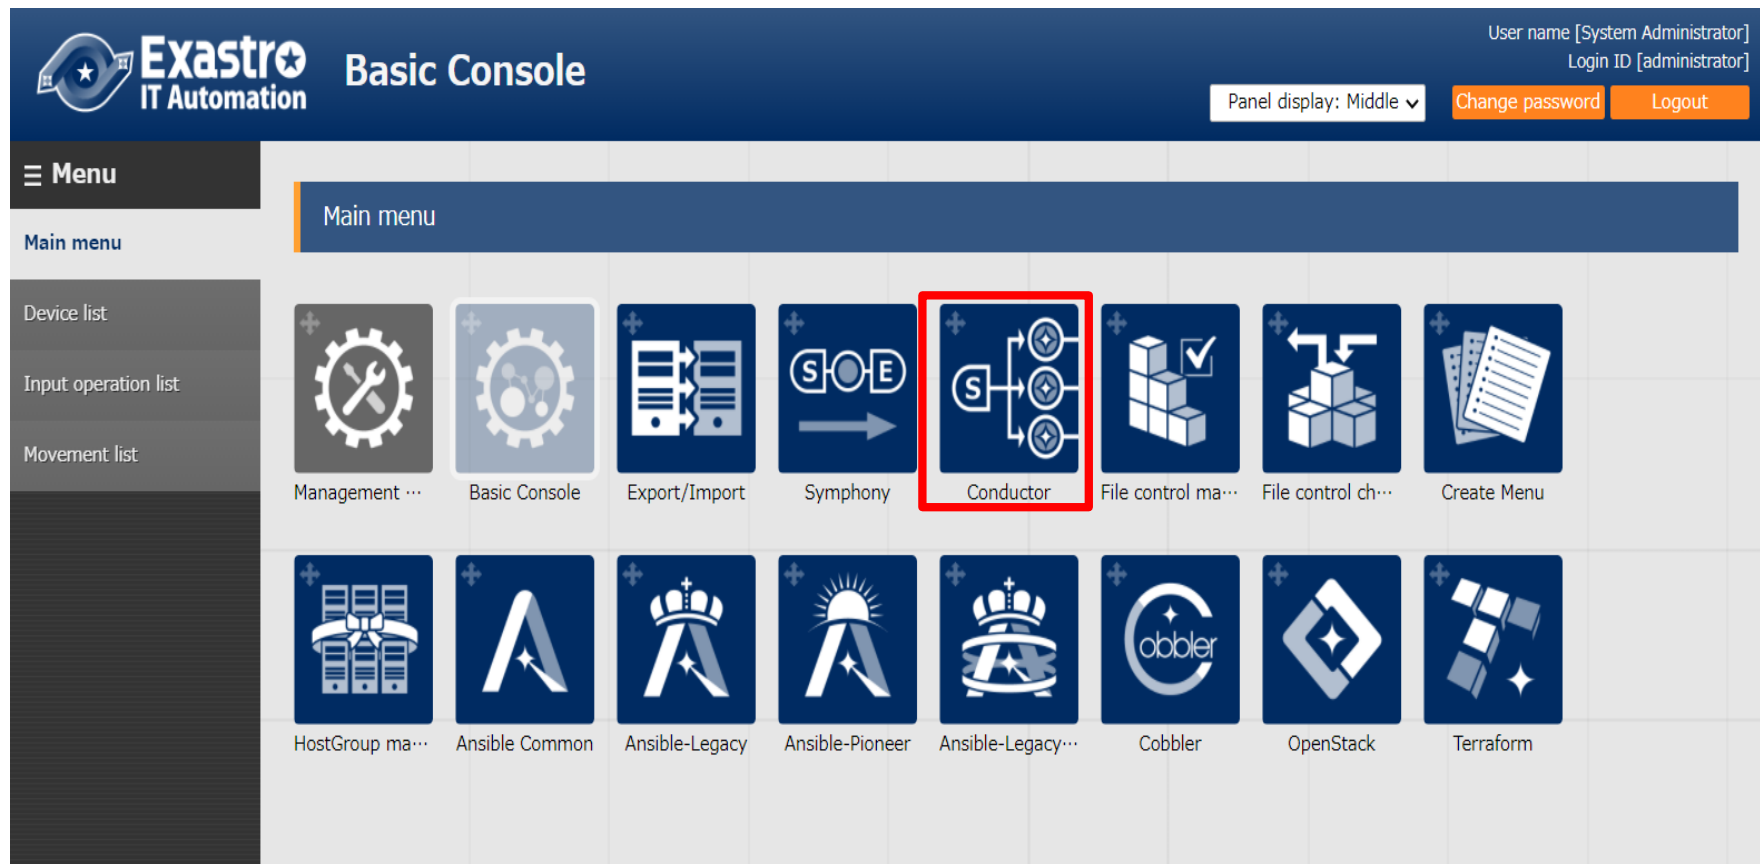 Exastro
IT Automation
Basic Console
User name [System Administrator]
Login ID [administrator]
Panel display: Middle
Change password
Logout
Menu
Main menu
Device list
Input operation list
Movement list
Main menu
S
O
E
S
Management ···
Basic Console
Export/Import
Symphony
Conductor
File control ma···
File control ch···
Create Menu
Cobbler
HostGroup ma···
Ansible Common
Ansible-Legacy
Ansible-Pioneer
Ansible-Legacy···
Cobbler
OpenStack
Terraform